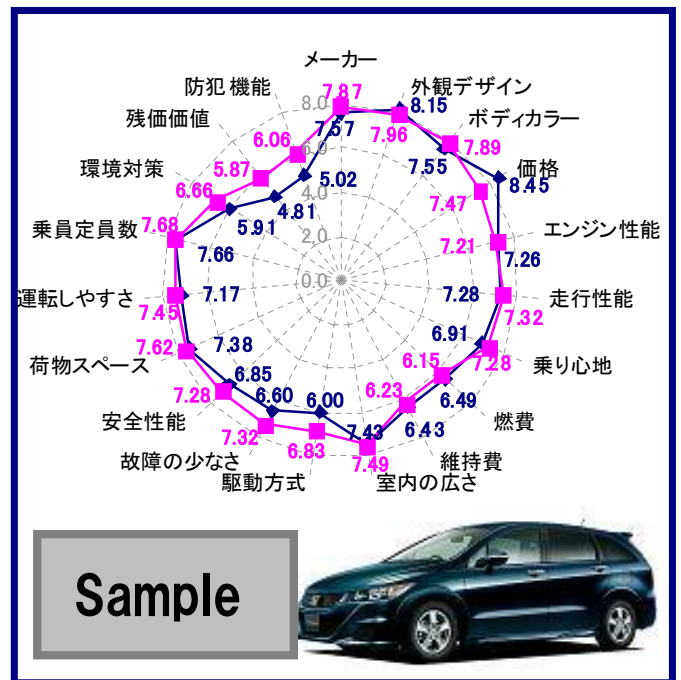 メーカー
防犯機能
外観デザイン
7.87
8.0
8.15
残価価値
ボディカラー
7.57
7.96
7.89
6.06
6.0
7.55
価格
環境対策
5.87
5.02
8.45
6.66
4.0
7.47
4.81
乗員定員数
7.68
5.91
エンジン性能
7.21
2.0
7.66
7.26
0.0
運転しやすさ
7.17
7.28
走行性能
7.45
7.32
7.62
7.38
6.91
荷物スペース
6.15
7.28
乗り心地
7.28
6.85
6.23
6.49
6.60
6.00
安全性能
7.32
7.43
6.43
燃費
6.83
7.49
故障の少なさ
維持費
駆動方式
室内の広さ
Sample